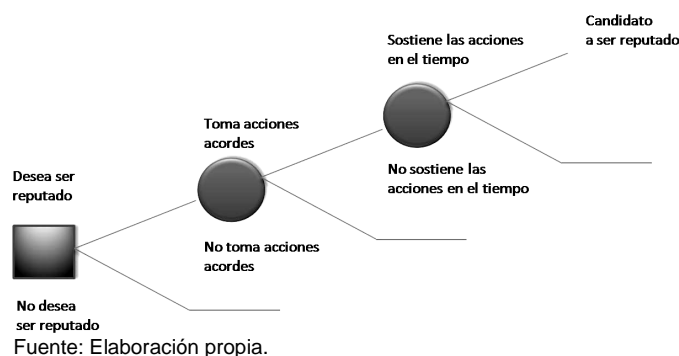 Candidato
a ser reputado
Sostiene las acciones
en el tiempo
Toma acciones
acordes
No sostiene las
acciones en el tiempo
Desea ser
reputado
No toma acciones
acordes
No desea
ser reputado
Fuente: Elaboración propia.